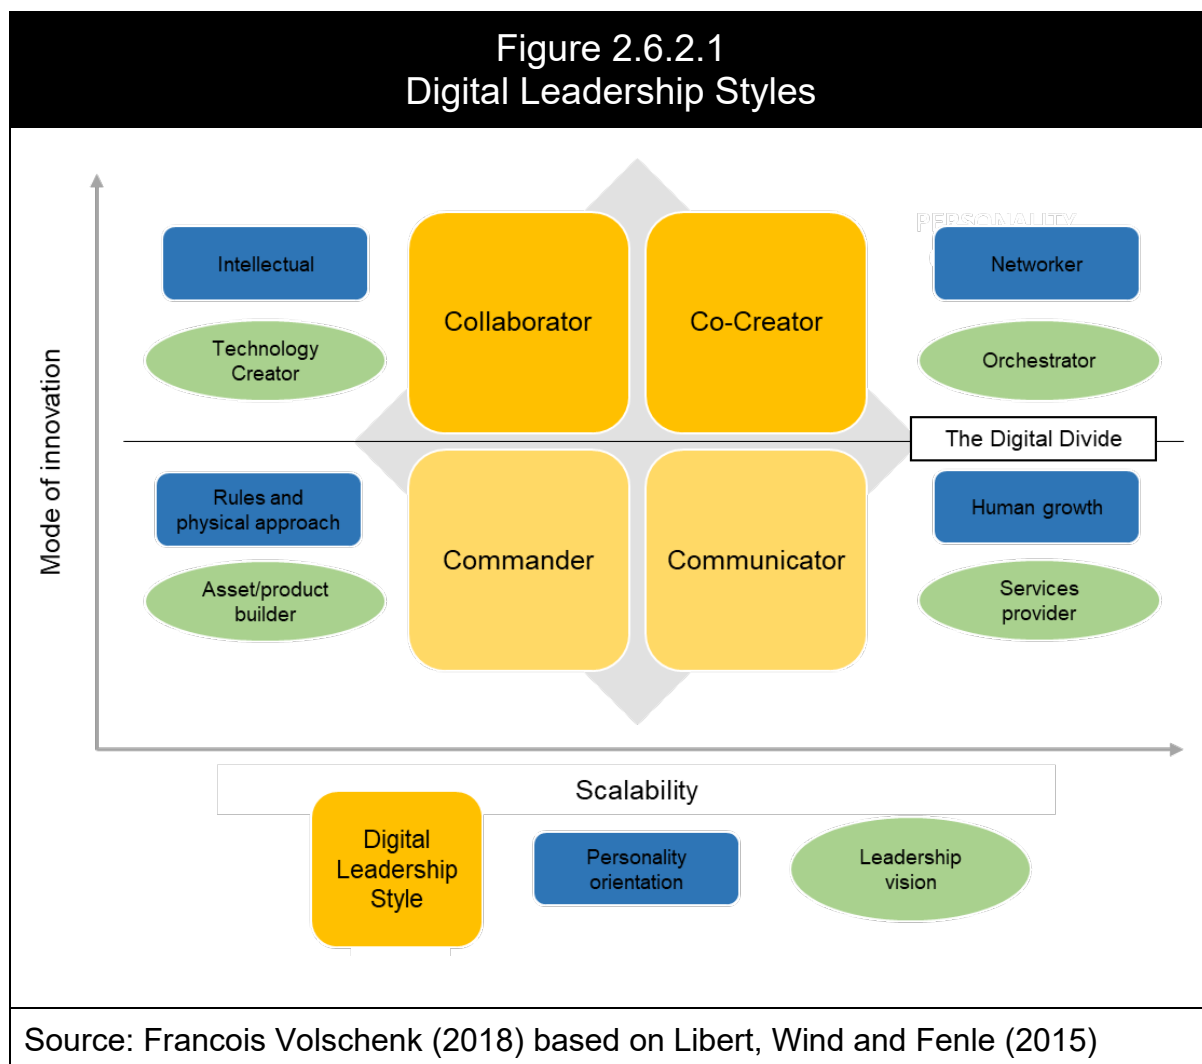 Figure 2.6.2.1
Digital Leadership Styles
PERSONALITY
Intellectual
Networker
Collaborator
Co-Creator
Technology
Creator
Orchestrator
Mode of innovation
The Digital Divide
Rules and
physical approach
Human growth
Commander
Communicator
Asset/product
builder
Services
provider
Scalability
Digital
Leadership
Style
Personality
orientation
Leadership
vision
Source: Francois Volschenk (2018) based on Libert, Wind and Fenle (2015)